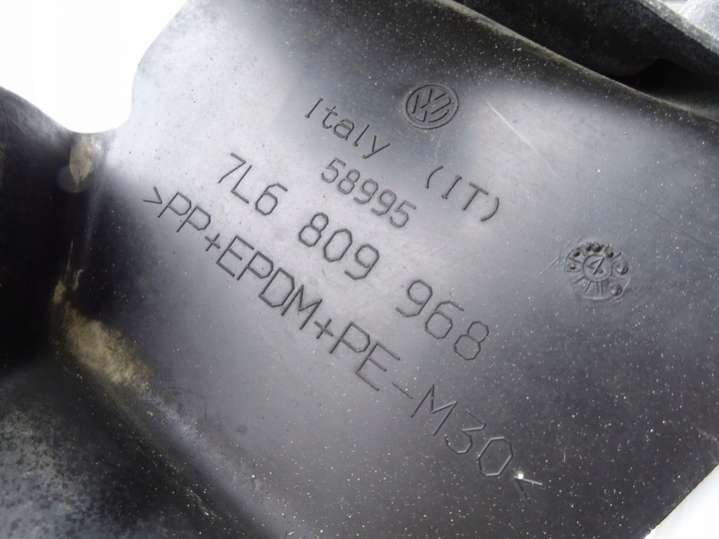 Italy (IT)
58995
7L6 809 968
>PP+EPDM+PE-M30<